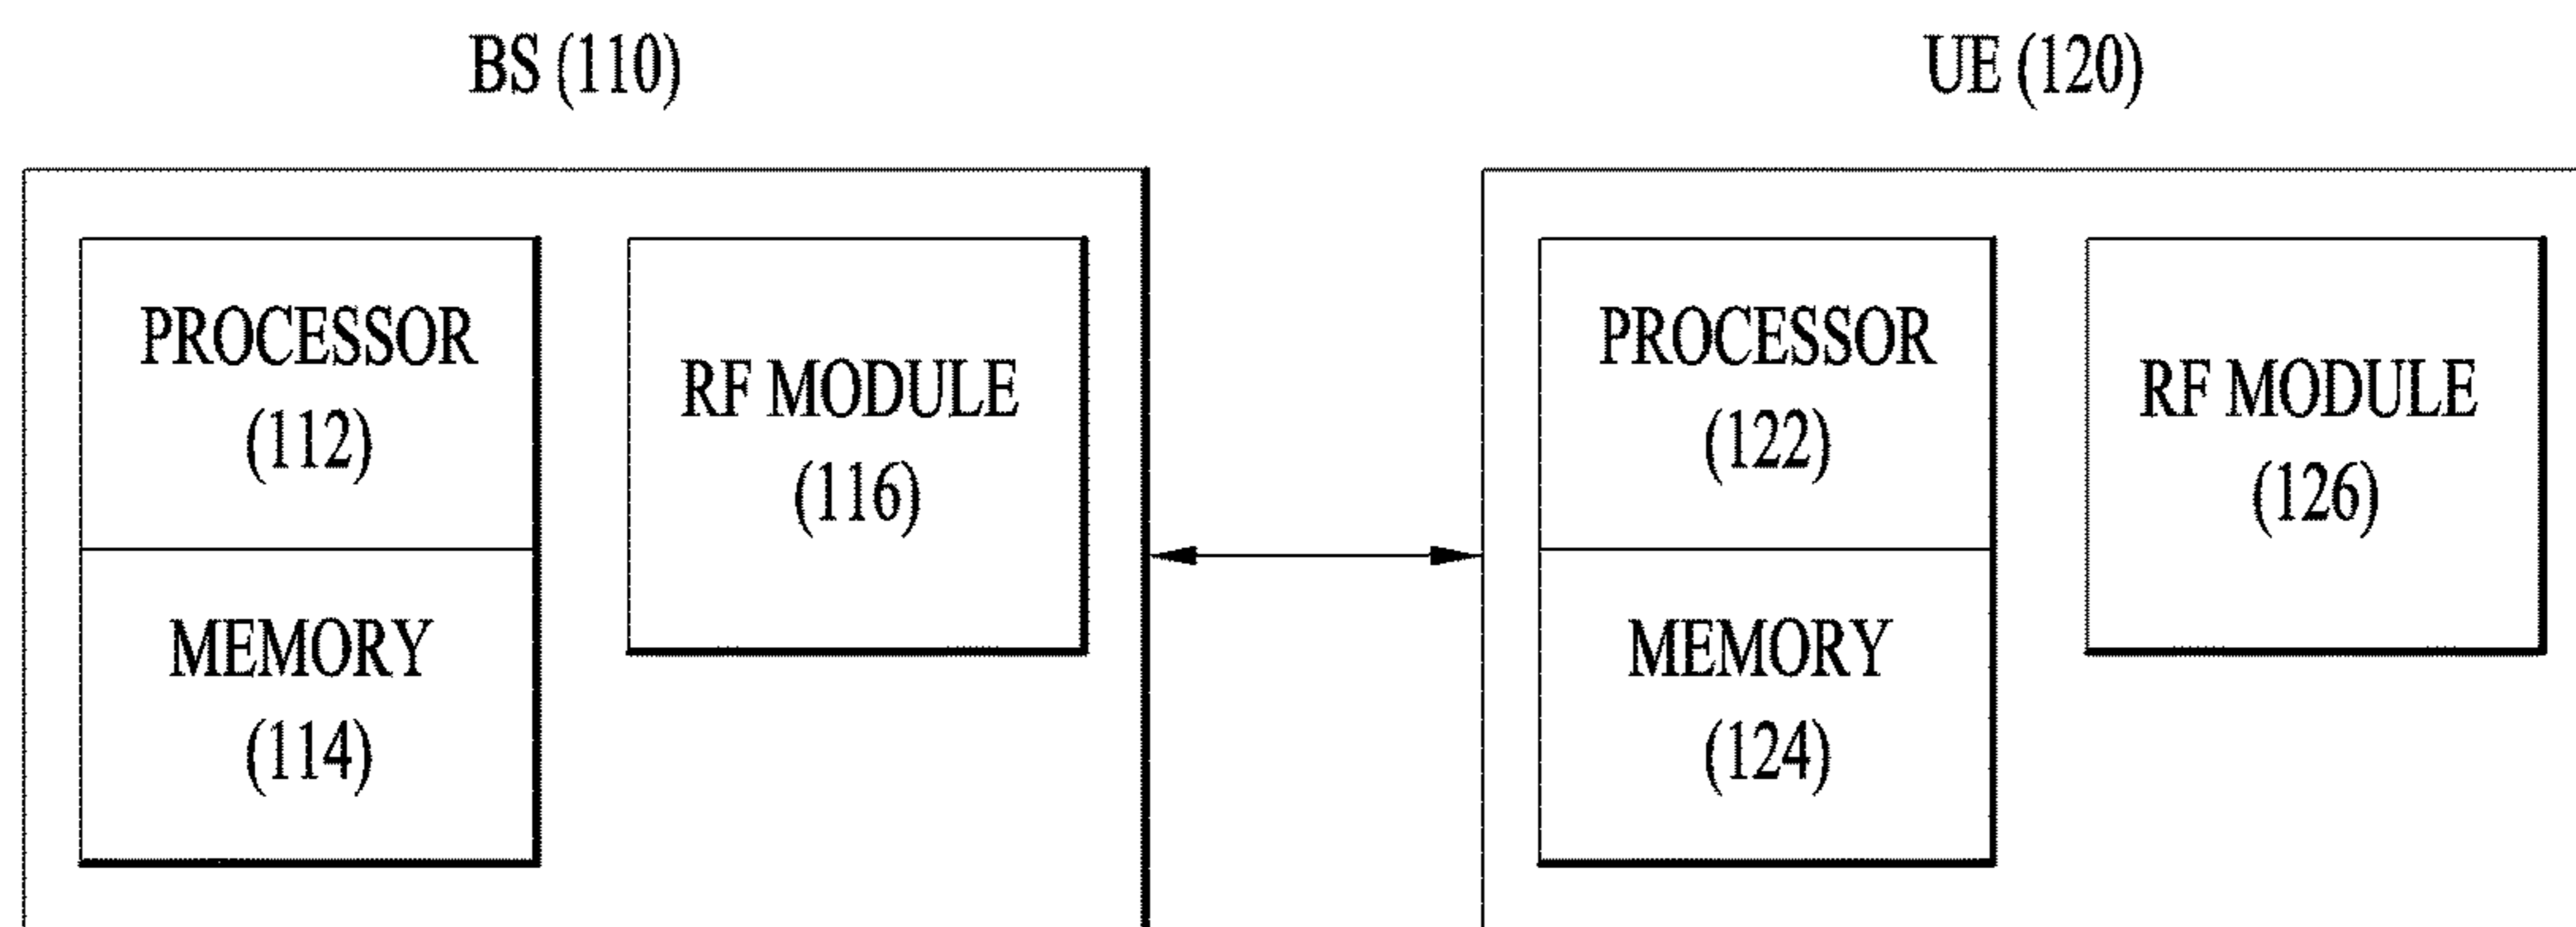 BS (110)
UE (120)
PROCESSOR
(112)
RF MODULE
(116)
MEMORY
(114)
PROCESSOR
(122)
RF MODULE
(126)
MEMORY
(124)